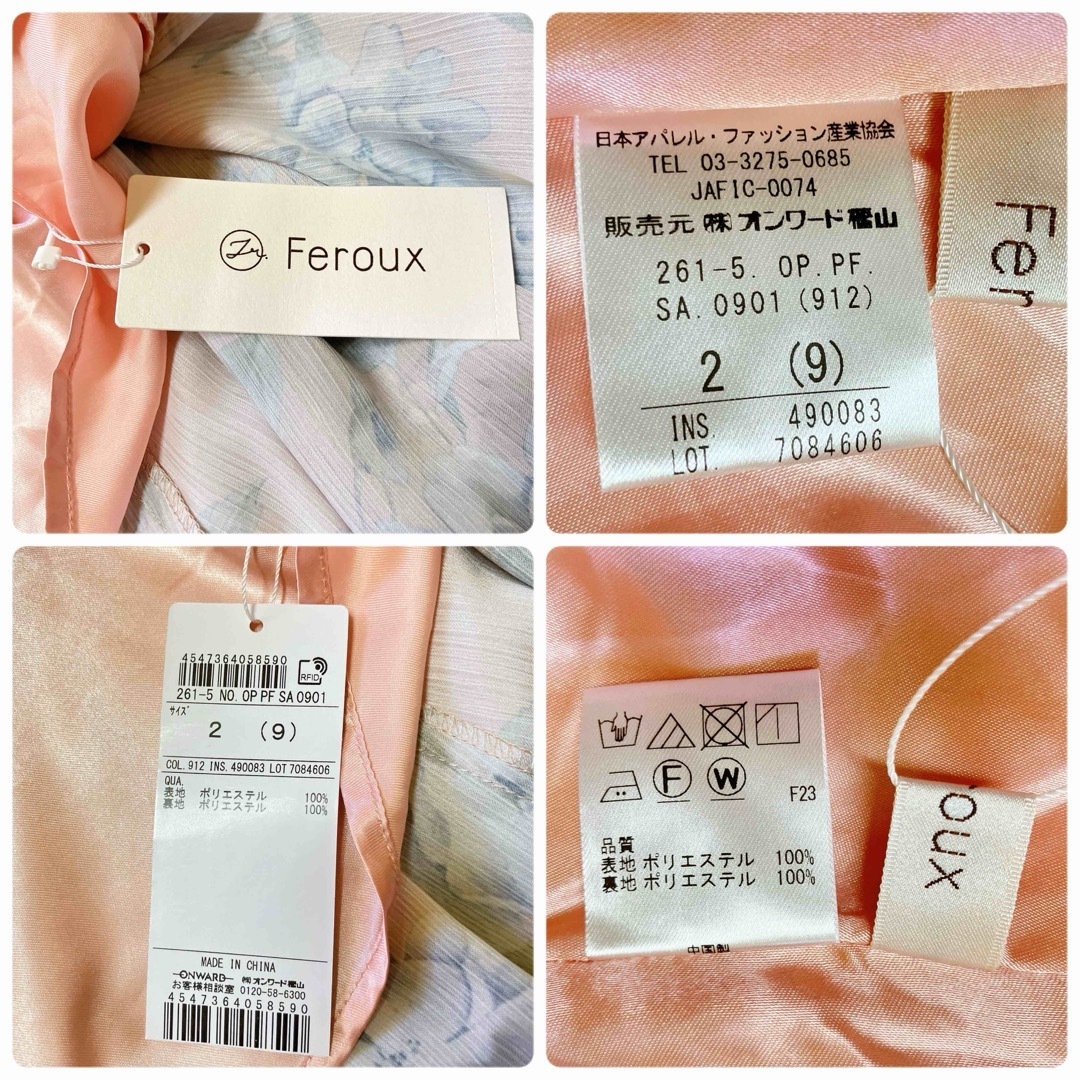 Feroux
日本アパレル・ファッション産業協会
TEL 03-3275-0685
JAFIC-0074
販売元 ㈱オンワード樫山
261-5. OP.PF.
SA.0901(912)
2 (9)
INS. 490083
LOT. 7084606
Fer
4547364058590
RFID
261-5 NO. OP PF SA 0901
サイズ
2 (9)
COL. 912 INS. 490083 LOT 7084606
QUA.
表地 ポリエステル 100%
裏地 ポリエステル 100%
MADE IN CHINA
ONWARD ㈱オンワード樫山
お客様相談室 0120-58-6300
4547364058590
F W
F23
品質
表地 ポリエステル 100%
裏地 ポリエステル 100%
中国製
oux